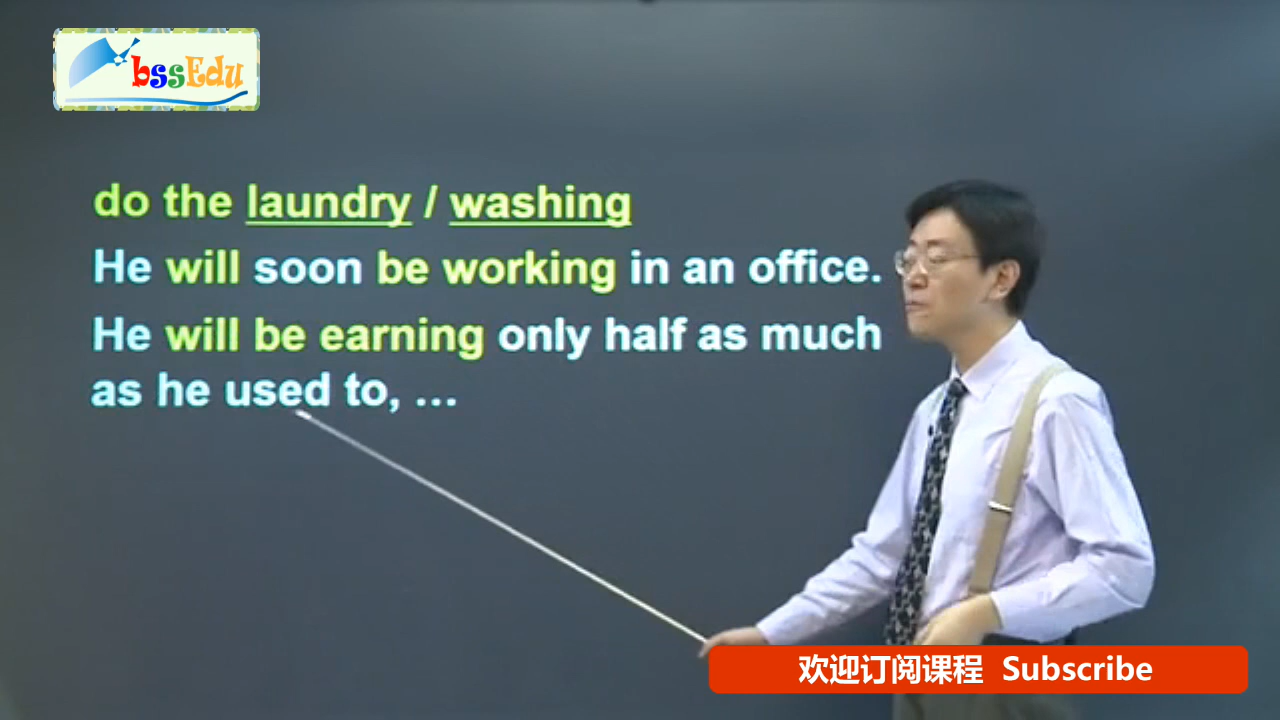 bssEdu
do the laundry / washing
He will soon be working in an office.
He will be earning only half as much
as he used to, ...
欢迎订阅课程 Subscribe